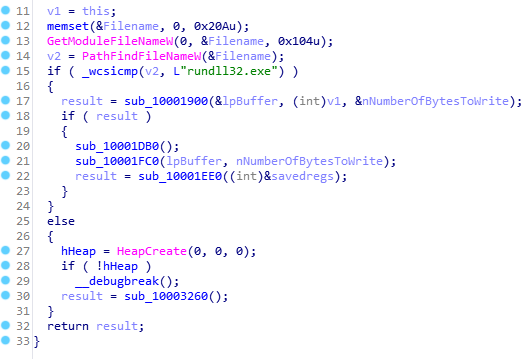 11 v1 = this;
12 memset(&Filename, 0, 0x20Au);
13 GetModuleFileNameW(0, &Filename, 0x104u);
14 v2 = PathFindFileNameW(&Filename);
15 if ( _wcsicmp(v2, L"rundll32.exe") )
16 {
17 result = sub_10001900(&lpBuffer, (int)v1, &nNumberOfBytesToWrite);
18 if ( result )
19 {
20 sub_10001DB0();
21 sub_10001FC0(lpBuffer, nNumberOfBytesToWrite);
22 result = sub_10001EE0((int)&savedregs);
23 }
24 }
25 else
26 {
27 hHeap = HeapCreate(0, 0, 0);
28 if ( !hHeap )
29 __debugbreak();
30 result = sub_10003260();
31 }
32 return result;
33 }